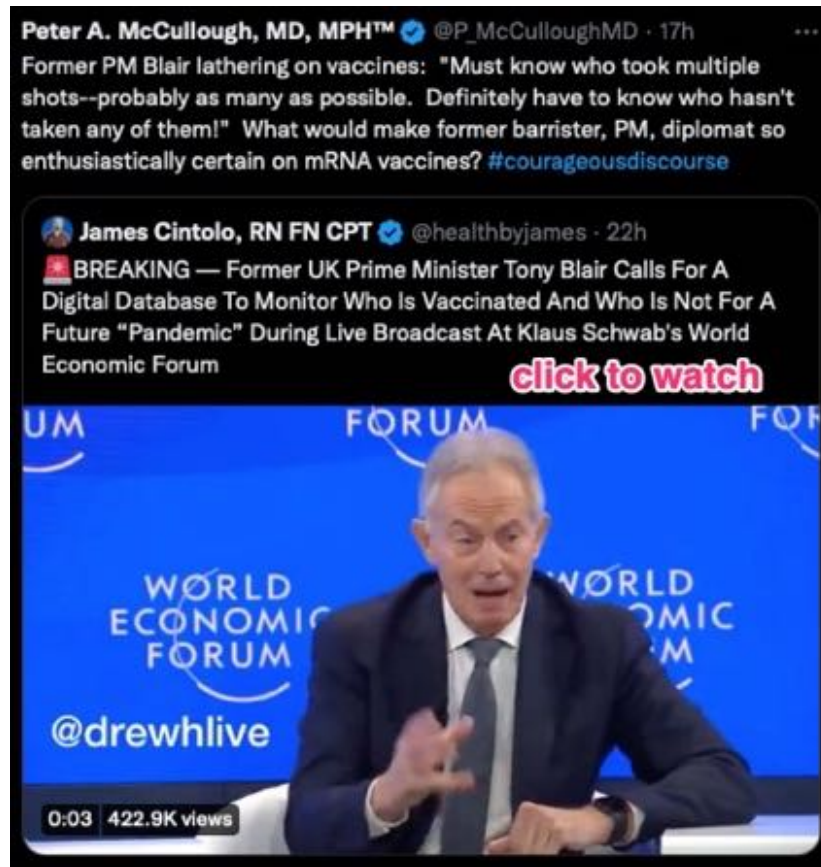 Peter A. McCullough, MD, MPH™ @P_McCulloughMD · 17h
Former PM Blair lathering on vaccines: "Must know who took multiple
shots--probably as many as possible. Definitely have to know who hasn't
taken any of them!" What would make former barrister, PM, diplomat so
enthusiastically certain on mRNA vaccines? #courageousdiscourse
James Cintolo, RN FN CPT @healthbyjames · 22h
🚨BREAKING — Former UK Prime Minister Tony Blair Calls For A
Digital Database To Monitor Who Is Vaccinated And Who Is Not For A
Future “Pandemic” During Live Broadcast At Klaus Schwab's World
Economic Forum
click to watch
UM FORUM FOR
WORLD
ECONOMIC
FORUM
WORLD
OMIC
M
@drewhlive
0:03 422.9K views